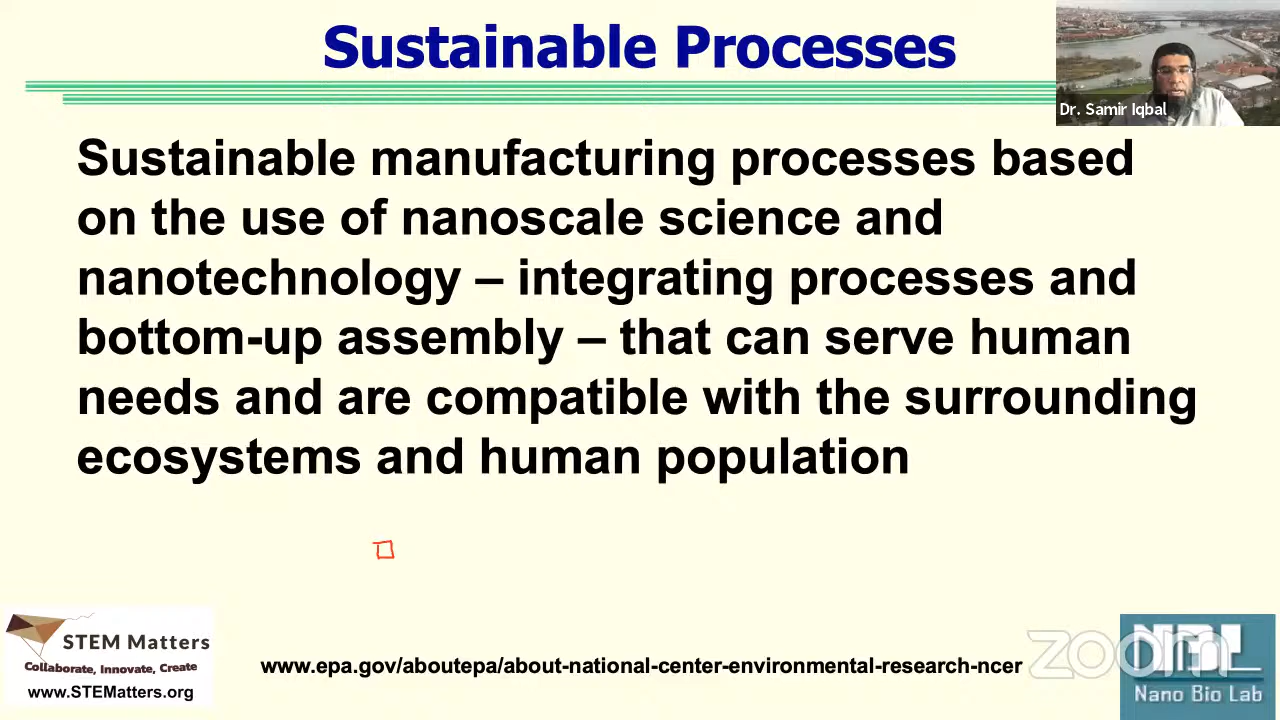 Sustainable Processes
Dr. Samir Iqbal
Sustainable manufacturing processes based
on the use of nanoscale science and
nanotechnology – integrating processes and
bottom-up assembly – that can serve human
needs and are compatible with the surrounding
ecosystems and human population
STEM Matters
Collaborate, Innovate, Create
www.STEMatters.org
www.epa.gov/aboutepa/about-national-center-environmental-research-ncer
zoom
NBL
Nano Bio Lab